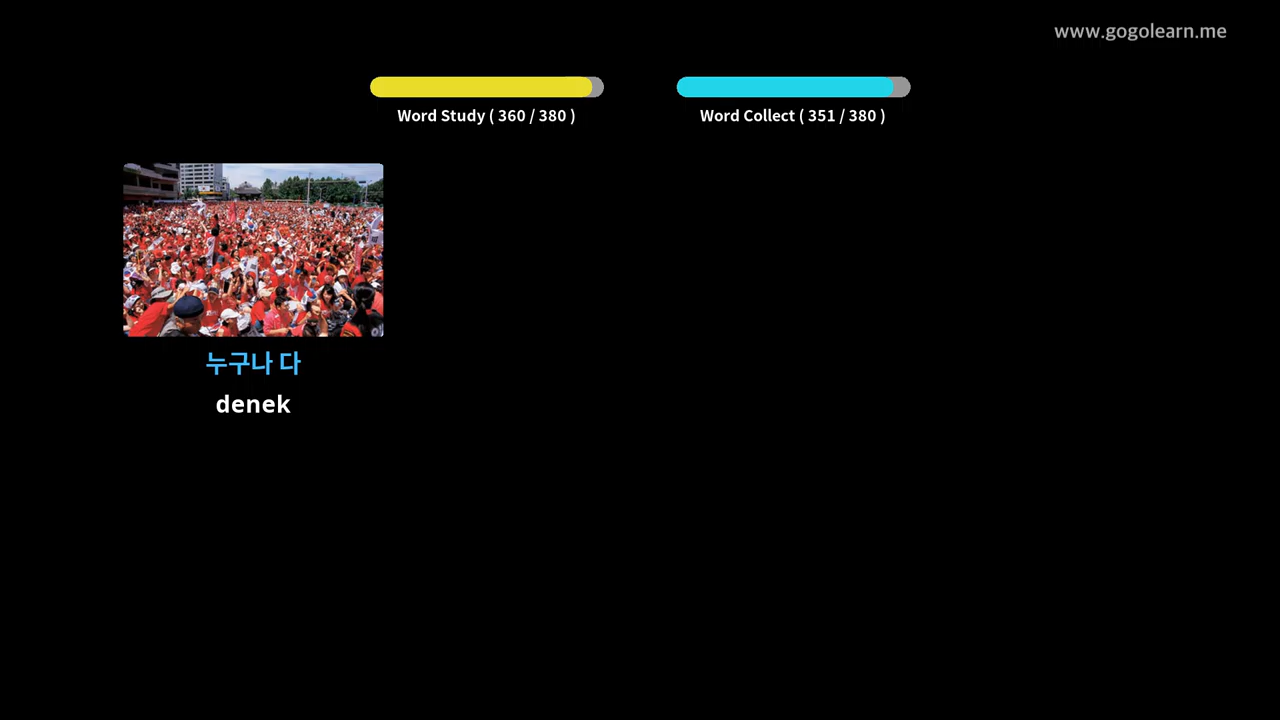 www.gogolearn.me
Word Study ( 360 / 380 )
Word Collect ( 351 / 380 )
누구나 다
denek